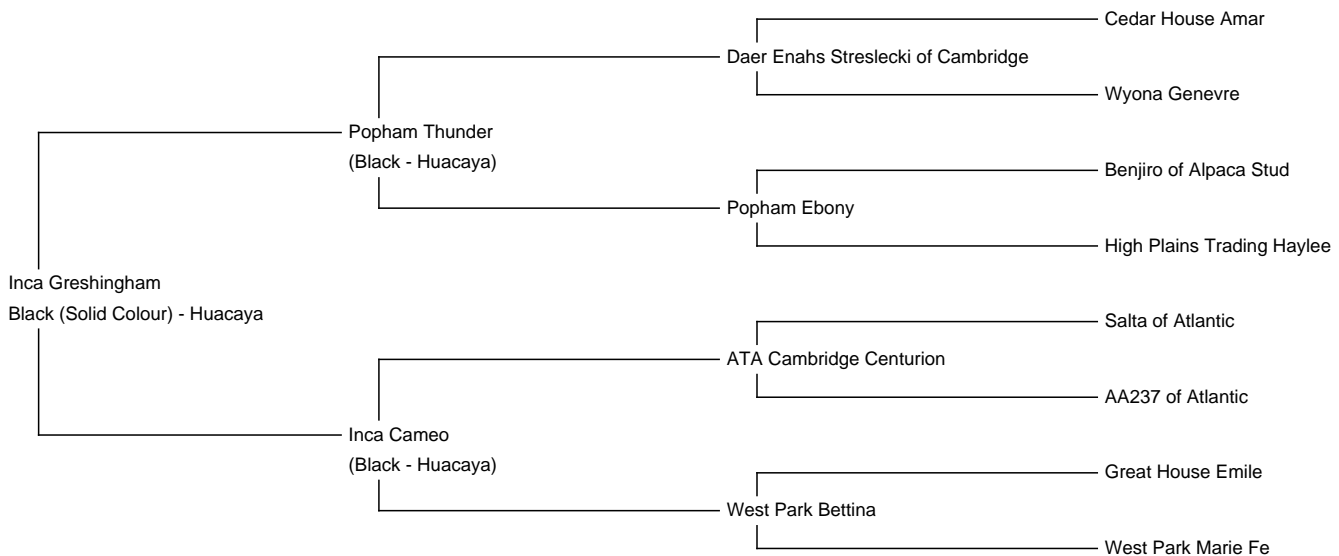 Cedar House Amar
Daer Enahs Streslecki of Cambridge
Wyona Genevre
Popham Thunder
(Black - Huacaya)
Benjiro of Alpaca Stud
Popham Ebony
High Plains Trading Haylee
Inca Greshingham
Black (Solid Colour) - Huacaya
Salta of Atlantic
ATA Cambridge Centurion
AA237 of Atlantic
Inca Cameo
(Black - Huacaya)
Great House Emile
West Park Bettina
West Park Marie Fe